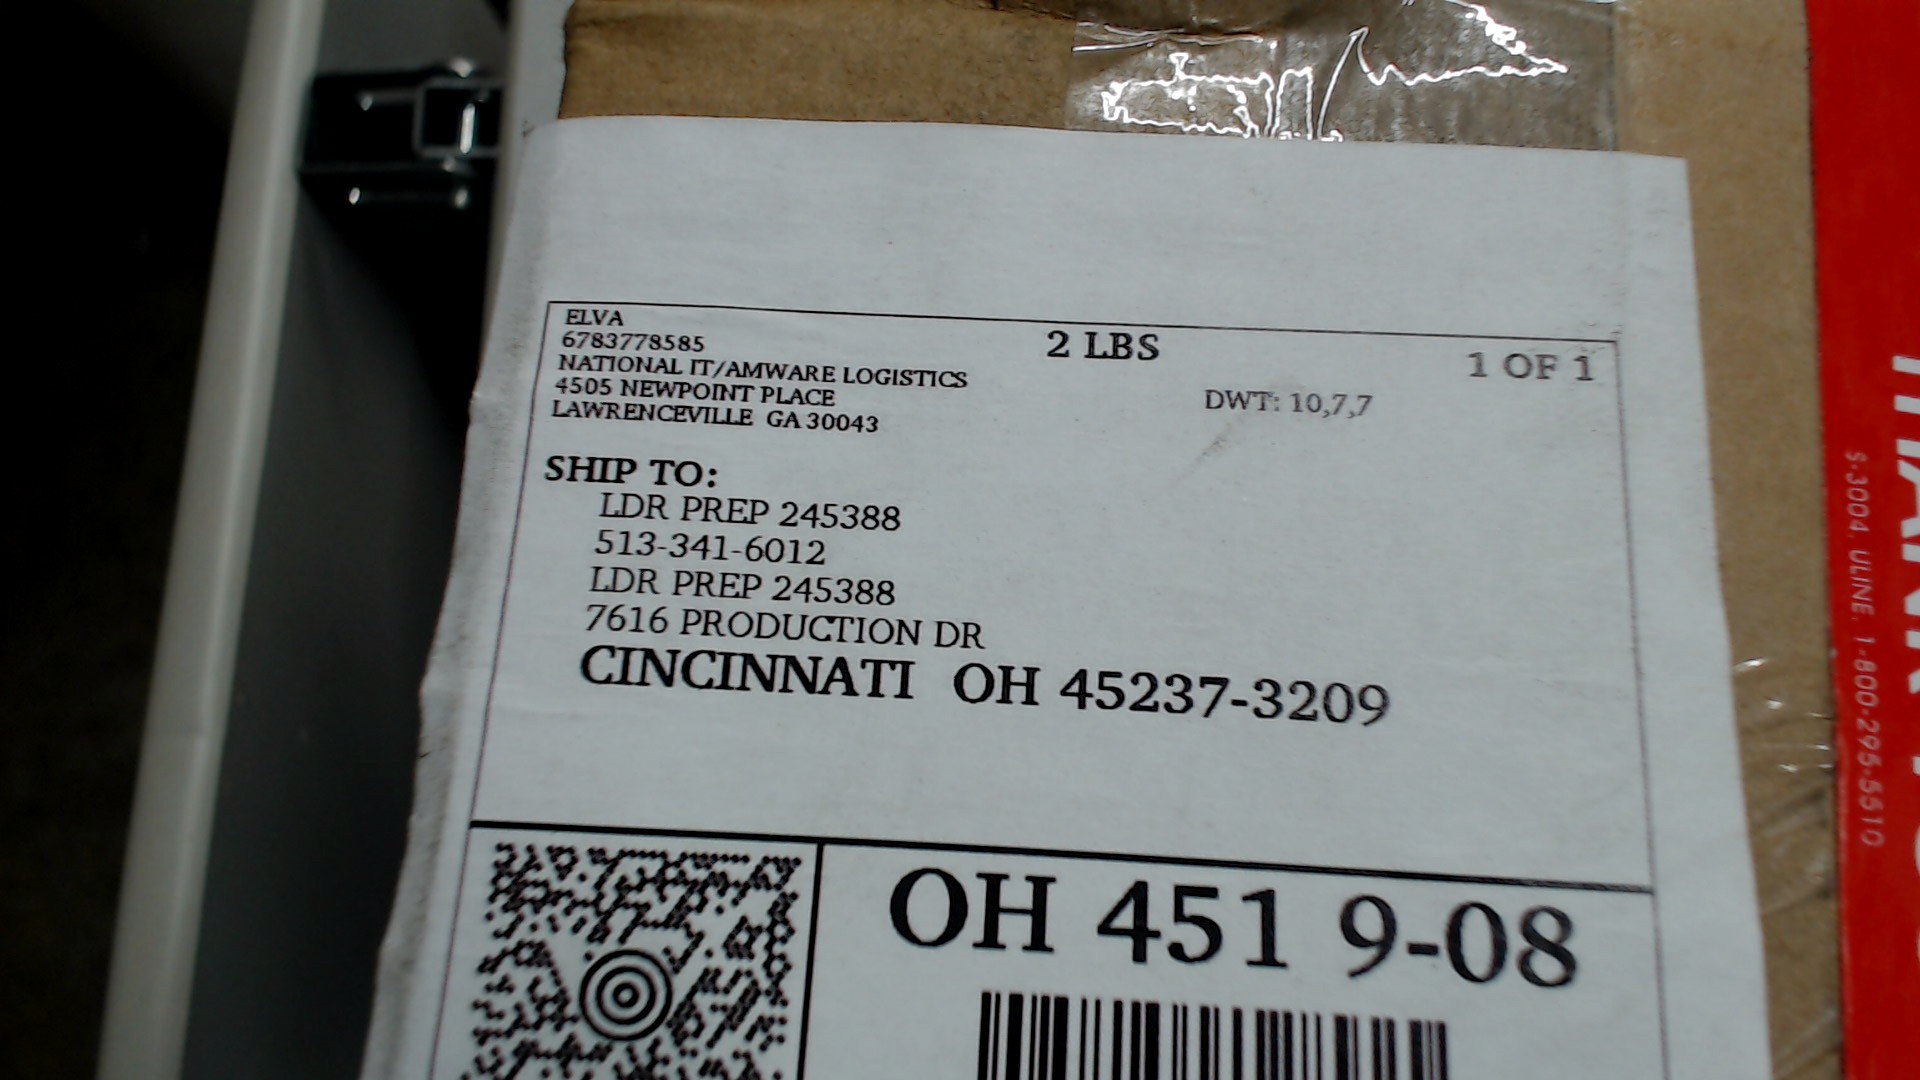 ELVA
6783778585
NATIONAL IT/AMWARE LOGISTICS
4505 NEWPOINT PLACE
LAWRENCEVILLE GA 30043
2 LBS
1 OF 1
DWT: 10,7,7
SHIP TO:
LDR PREP 245388
513-341-6012
LDR PREP 245388
7616 PRODUCTION DR
CINCINNATI OH 45237-3209
OH 451 9-08
S-3004, ULINE, 1-800-295-5510